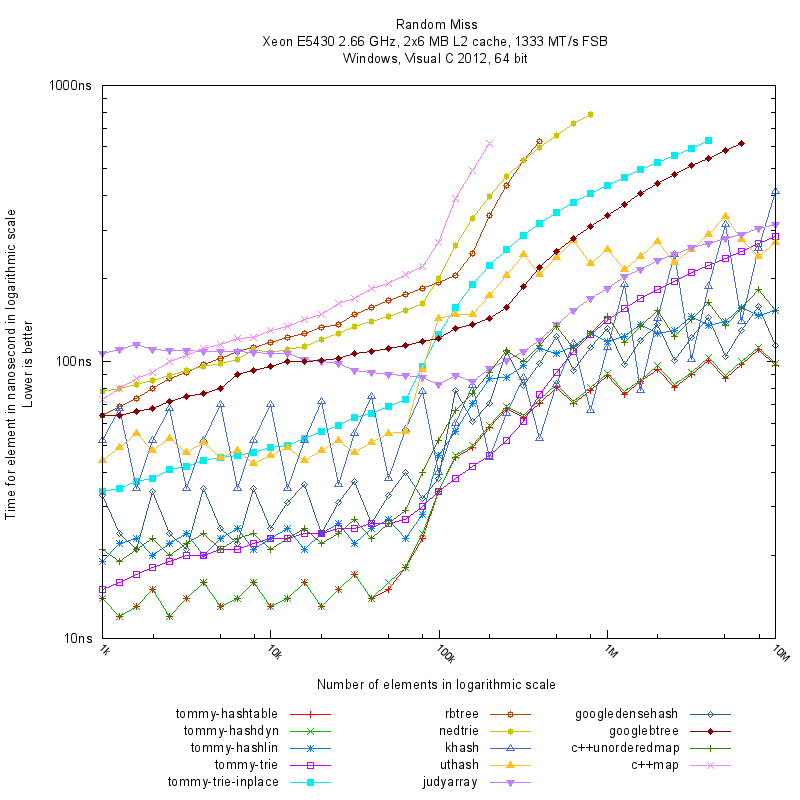 Random Miss
Xeon E5430 2.66 GHz, 2x6 MB L2 cache, 1333 MT/s FSB
Windows, Visual C 2012, 64 bit
1000ns
100ns
10ns
Time for element in nanosecond in logarithmic scale
Lower is better
1k
10k
100k
1M
10M
Number of elements in logarithmic scale
tommy-hashtable
tommy-hashdyn
tommy-hashlin
tommy-trie
tommy-trie-inplace
rbtree
nedtrie
khash
uthash
judyarray
googledensehash
googlebtree
c++unorderedmap
c++map